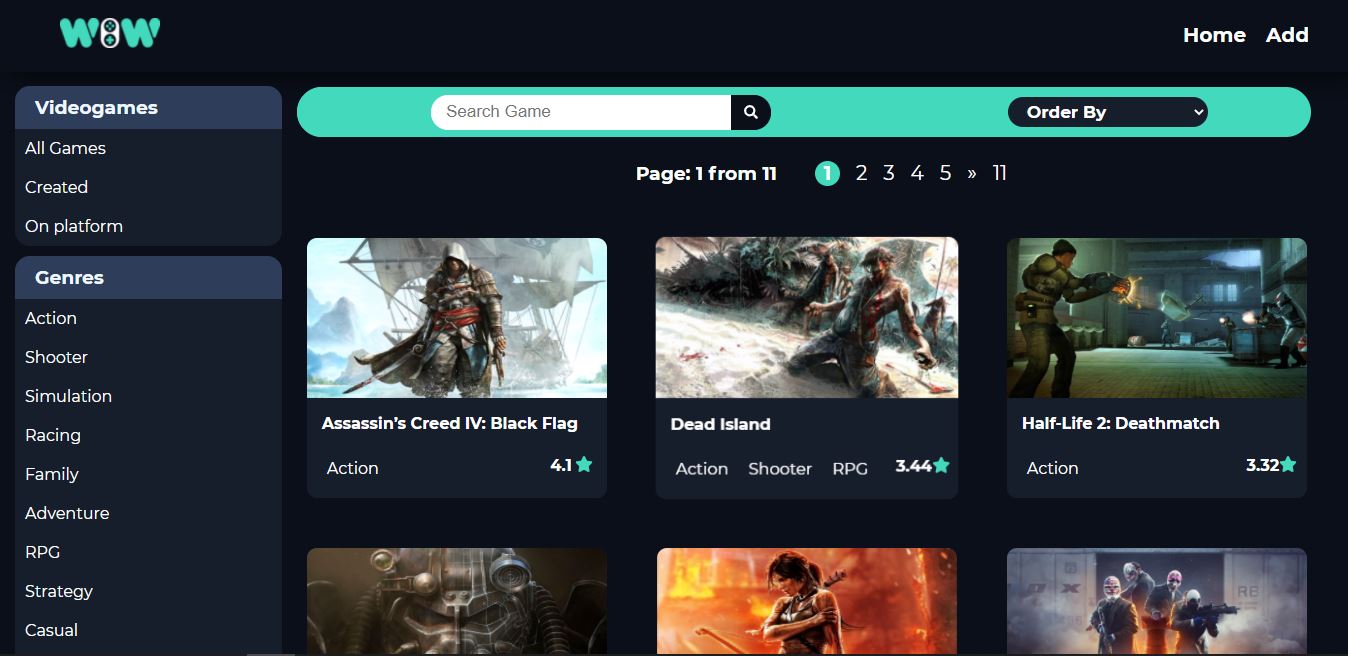 WOW
Home Add
Videogames
All Games
Created
On platform
Genres
Action
Shooter
Simulation
Racing
Family
Adventure
RPG
Strategy
Casual
Search Game
Order By
Page: 1 from 11 1 2 3 4 5 » 11
Assassin's Creed IV: Black Flag
Action 4.1
Dead Island
Action Shooter RPG 3.44
Half-Life 2: Deathmatch
Action 3.32